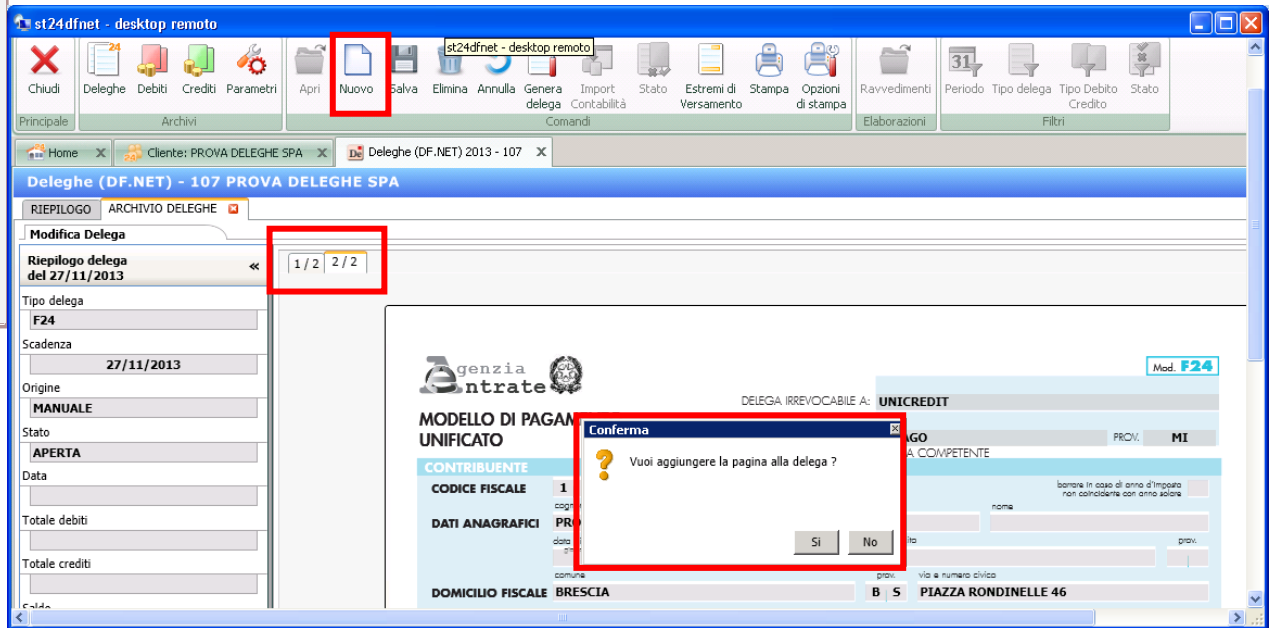 st24dfnet - desktop remoto
st24dfnet - desktop remoto
24
31
Chiudi Deleghe Debiti Crediti Parametri Apri Nuovo Salva Elimina Annulla Genera delega Import Contabilità Stato Estremi di Versamento Stampa Opzioni di stampa Ravvedimenti Periodo Tipo delega Tipo Debito Credito Stato
Principale Archivi Comandi Elaborazioni Filtri
Home X Cliente: PROVA DELEGHE SPA X De Deleghe (DF.NET) 2013 - 107 X
Deleghe (DF.NET) - 107 PROVA DELEGHE SPA
RIEPILOGO ARCHIVIO DELEGHE
Modifica Delega
Riepilogo delega
del 27/11/2013 «
1 / 2 2 / 2
Tipo delega
F24
Scadenza
27/11/2013
Origine
MANUALE
Stato
APERTA
Data
Totale debiti
Totale crediti
Saldo
Agenzia
Entrate
Mod. F24
DELEGA IRREVOCABILE A: UNICREDIT
MODELLO DI
UNIFICATO
AGO PROV. MI
A COMPETENTE
Conferma
Vuoi aggiungere la pagina alla delega ?
Si No
CONTRIBUENTE
CODICE FISCALE 1
barrare in caso di anno d'imposta
non coincidente con anno solare
nome
DATI ANAGRAFICI PRO
prov.
comune prov. via e numero civico
DOMICILIO FISCALE BRESCIA B S PIAZZA RONDINELLE 46